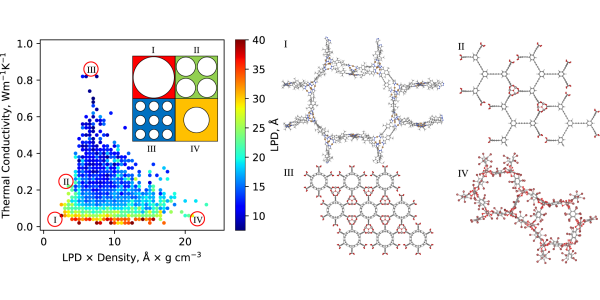 Thermal Conductivity, Wm⁻¹K⁻¹
1.0
0.8
0.6
0.4
0.2
0.0
0
10
20
LPD × Density, Å × g cm⁻³
I
II
III
IV
I
II
III
IV
40
35
30
25
20
15
10
LPD, Å
I
II
III
IV